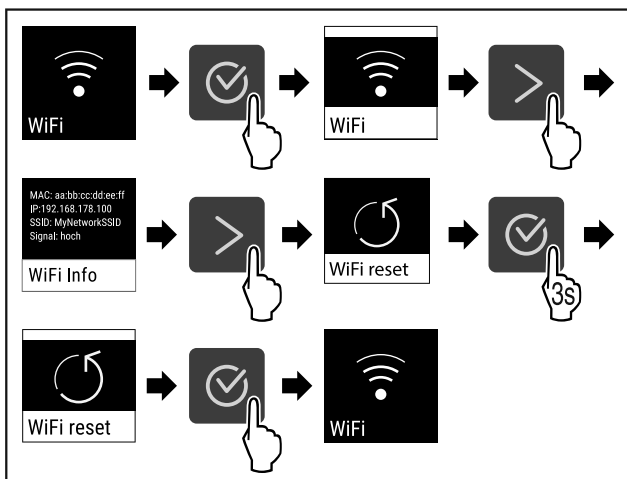 WiFi
WiFi
MAC: aa:bb:cc:dd:ee:ff
IP:192.168.178.100
SSID: MyNetworkSSID
Signal: hoch
WiFi Info
WiFi reset
3s
WiFi reset
WiFi